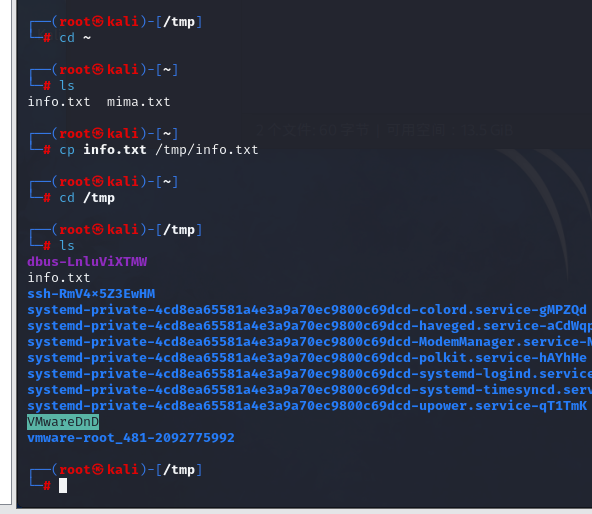 ┌──(root㉿kali)-[/tmp]
└─# cd ~
┌──(root㉿kali)-[~]
└─# ls
info.txt  mima.txt
┌──(root㉿kali)-[~]
└─# cp info.txt /tmp/info.txt
┌──(root㉿kali)-[~]
└─# cd /tmp
┌──(root㉿kali)-[/tmp]
└─# ls
dbus-LnluViXTMW
info.txt
ssh-RmV4×5Z3EwHM
systemd-private-4cd8ea65581a4e3a9a70ec9800c69dcd-colord.service-gMPZQd
systemd-private-4cd8ea65581a4e3a9a70ec9800c69dcd-haveged.service-aCdWqp
systemd-private-4cd8ea65581a4e3a9a70ec9800c69dcd-ModemManager.service-
systemd-private-4cd8ea65581a4e3a9a70ec9800c69dcd-polkit.service-hAYhHe
systemd-private-4cd8ea65581a4e3a9a70ec9800c69dcd-systemd-logind.service
systemd-private-4cd8ea65581a4e3a9a70ec9800c69dcd-systemd-timesyncd.serv
systemd-private-4cd8ea65581a4e3a9a70ec9800c69dcd-upower.service-qT1TmK
VMwareDnD
vmware-root_481-2092775992
┌──(root㉿kali)-[/tmp]
└─#